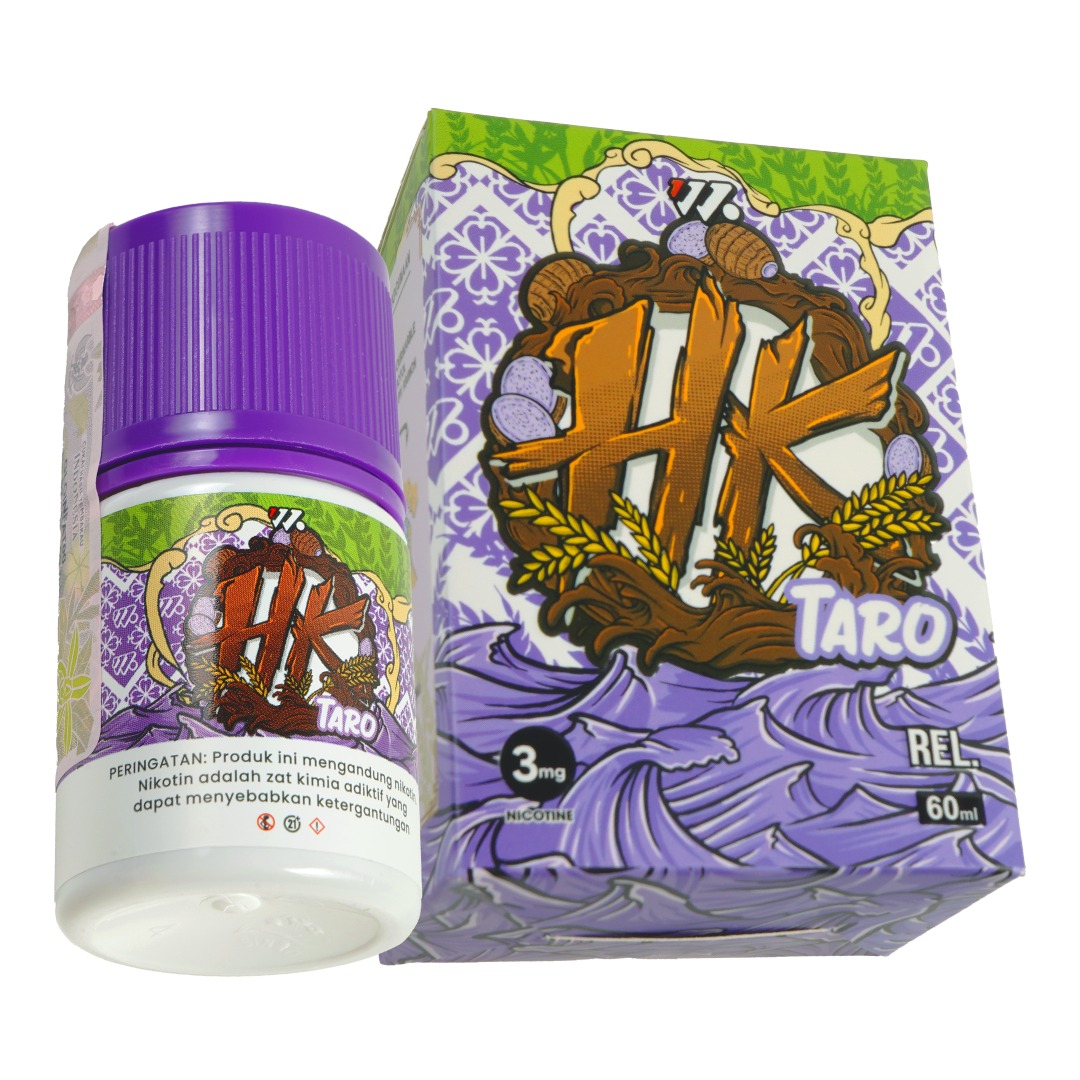 HK
TARO
3mg
NICOTINE
REL.
60ml
HK
TARO
PERINGATAN: Produk ini mengandung nikotin
Nikotin adalah zat kimia adiktif yang
dapat menyebabkan ketergantungan
21
INDONESIA